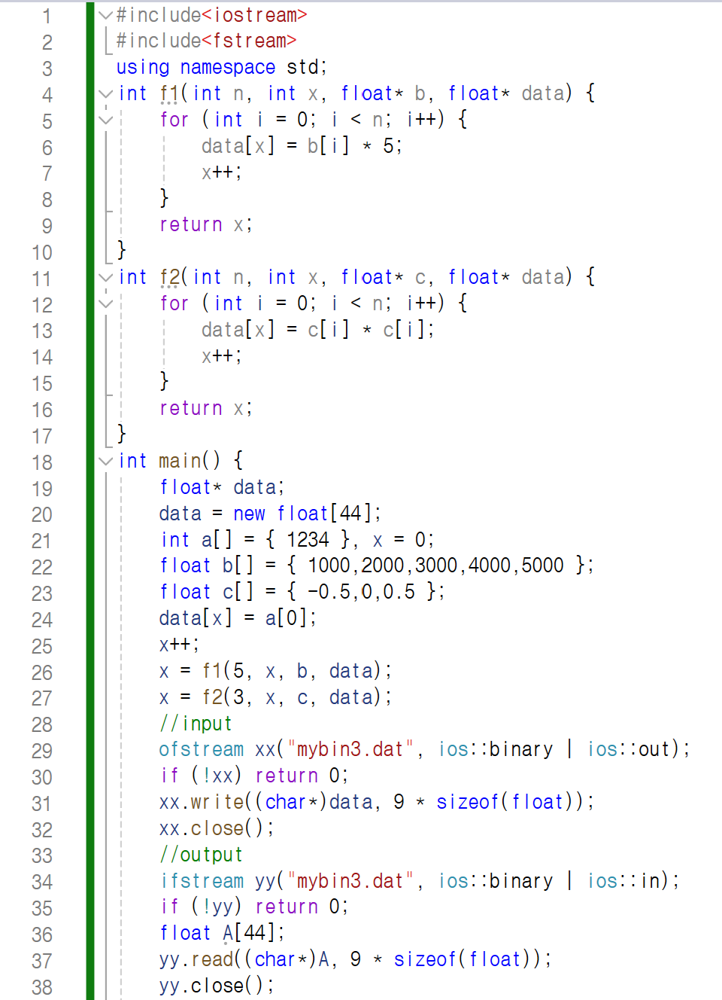 1 #include<iostream>
2 #include<fstream>
3 using namespace std;
4 int f1(int n, int x, float* b, float* data) {
5 for (int i = 0; i < n; i++) {
6 data[x] = b[i] * 5;
7 x++;
8 }
9 return x;
10 }
11 int f2(int n, int x, float* c, float* data) {
12 for (int i = 0; i < n; i++) {
13 data[x] = c[i] * c[i];
14 x++;
15 }
16 return x;
17 }
18 int main() {
19 float* data;
20 data = new float[44];
21 int a[] = { 1234 }, x = 0;
22 float b[] = { 1000,2000,3000,4000,5000 };
23 float c[] = { -0.5,0,0.5 };
24 data[x] = a[0];
25 x++;
26 x = f1(5, x, b, data);
27 x = f2(3, x, c, data);
28 //input
29 ofstream xx("mybin3.dat", ios::binary | ios::out);
30 if (!xx) return 0;
31 xx.write((char*)data, 9 * sizeof(float));
32 xx.close();
33 //output
34 ifstream yy("mybin3.dat", ios::binary | ios::in);
35 if (!yy) return 0;
36 float A[44];
37 yy.read((char*)A, 9 * sizeof(float));
38 yy.close();